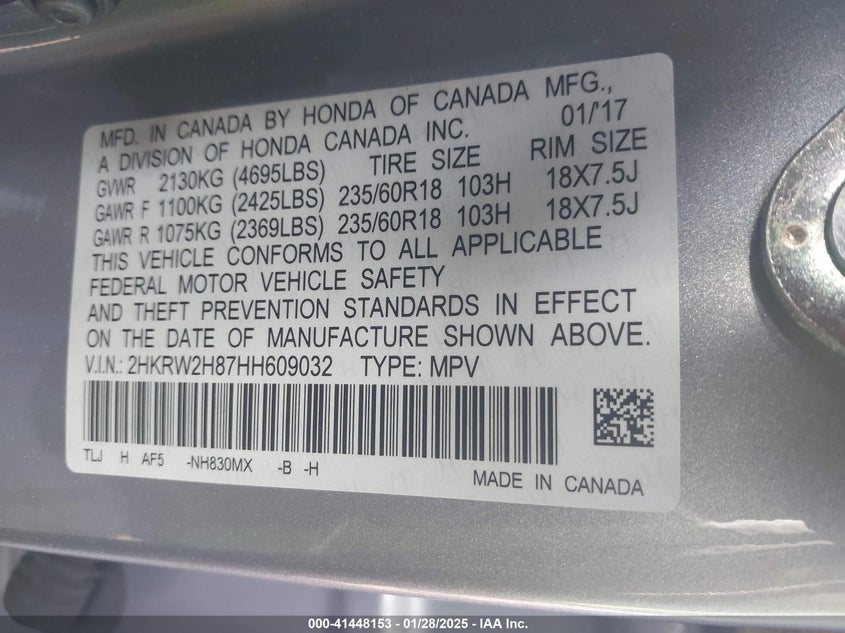 MFD. IN CANADA BY HONDA OF CANADA MFG.,
A DIVISION OF HONDA CANADA INC. 01/'17
GVWR 2130KG (4695LBS) TIRE SIZE RIM SIZE
GAWR F 1100KG (2425LBS) 235/60R18 103H 18X7.5J
GAWR R 1075KG (2369LBS) 235/60R18 103H 18X7.5J
THIS VEHICLE CONFORMS TO ALL APPLICABLE
FEDERAL MOTOR VEHICLE SAFETY
AND THEFT PREVENTION STANDARDS IN EFFECT
ON THE DATE OF MANUFACTURE SHOWN ABOVE.
V.I.N.: 2HKRW2H87HH609032 TYPE: MPV
TLJ H AF5 -NH830MX -B -H
MADE IN CANADA
000-41448153 — 01/28/2025 — IAA Inc.